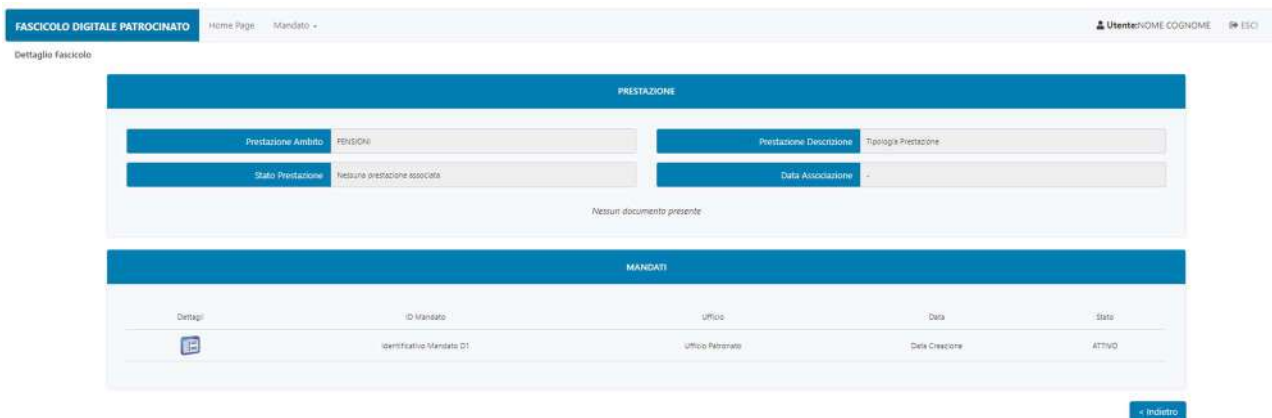 FASCICOLO DIGITALE PATROCINATO Home Page Mandato Utente:NOME COGNOME ESCI
Dettaglio Fascicolo
PRESTAZIONE
Prestazione Ambito PENSIONI Prestazione Descrizione Tipologia Prestazione
Stato Prestazione Nessuna prestazione associata Data Associazione -
Nessun documento presente
MANDATI
Dettagli ID Mandato Ufficio Data Stato
Identificativo Mandato D1 Ufficio Patronato Data Creazione ATTIVO
< Indietro